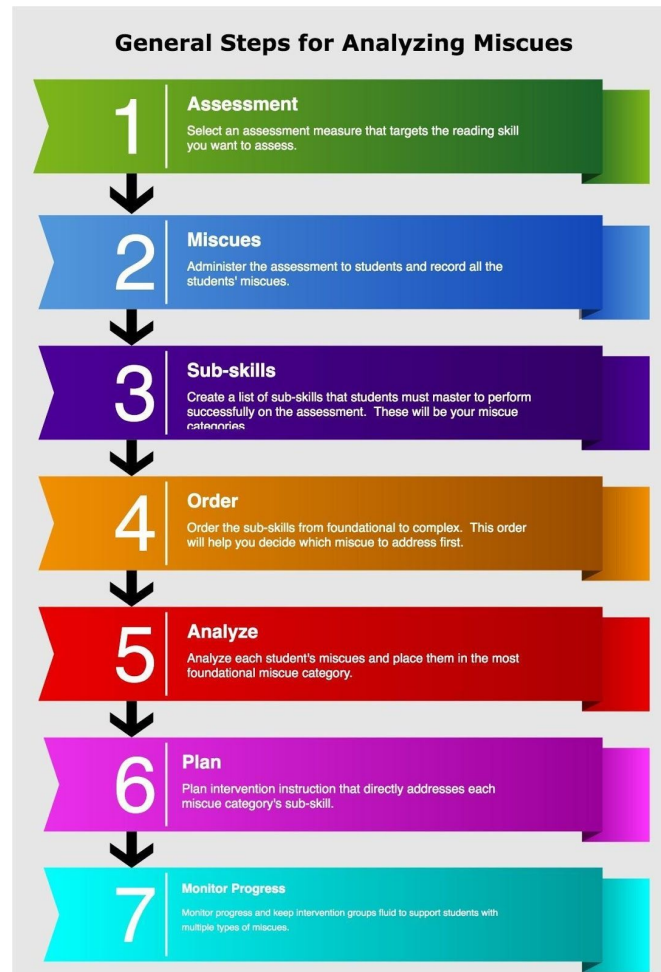 General Steps for Analyzing Miscues
1
Assessment
Select an assessment measure that targets the reading skill
you want to assess.
2
Miscues
Administer the assessment to students and record all the
students' miscues.
3
Sub-skills
Create a list of sub-skills that students must master to perform
successfully on the assessment.  These will be your miscue
categories.
4
Order
Order the sub-skills from foundational to complex.  This order
will help you decide which miscue to address first.
5
Analyze
Analyze each student's miscues and place them in the most
foundational miscue category.
6
Plan
Plan intervention instruction that directly addresses each
miscue category's sub-skill.
7
Monitor Progress
Monitor progress and keep intervention groups fluid to support students with
multiple types of miscues.